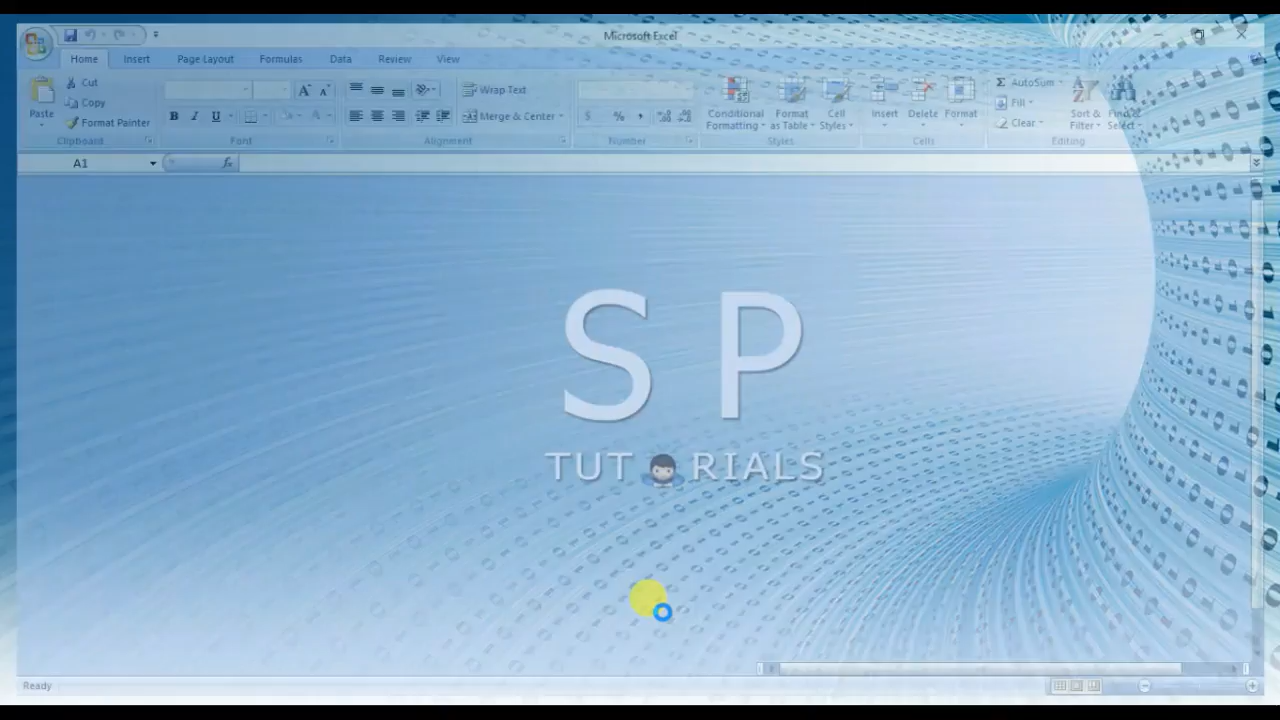 Microsoft Excel
Home Insert Page Layout Formulas Data Review View
Paste
Cut
Copy
Format Painter
Clipboard
B I U
Font
Wrap Text
Merge & Center
Alignment
$ % ,
Number
Conditional Formatting
Format as Table
Cell Styles
Styles
Insert Delete Format
Cells
Σ AutoSum
Fill
Clear
Sort & Filter
Find & Select
Editing
A1
fx
S P
TUT RIALS
Ready